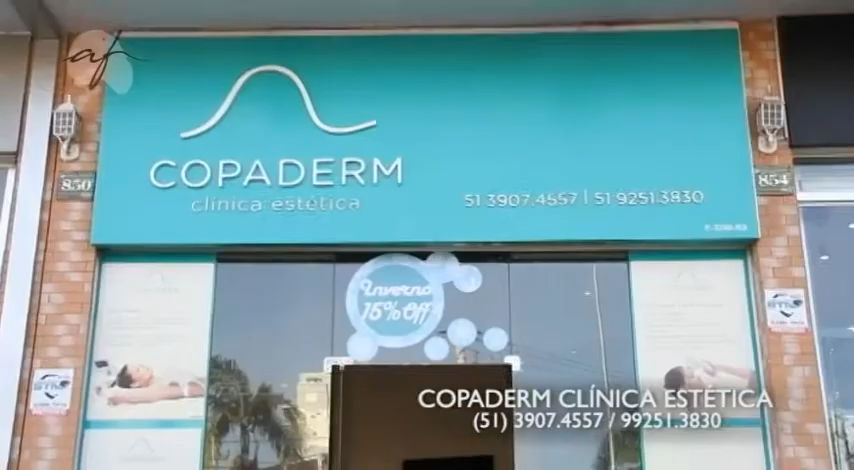 af
COPADERM
clínica estética
51 3907.4557 | 51 9251.3830
850
854
Inverno
15% Off
COPADERM CLÍNICA ESTÉTICA
(51) 3907.4557 / 99251.3830